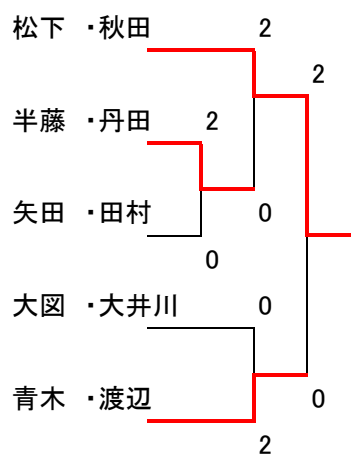 松下 ・秋田 2
2
半藤 ・丹田 2
矢田 ・田村 0
0
大図 ・大井川 0
青木 ・渡辺 0
2